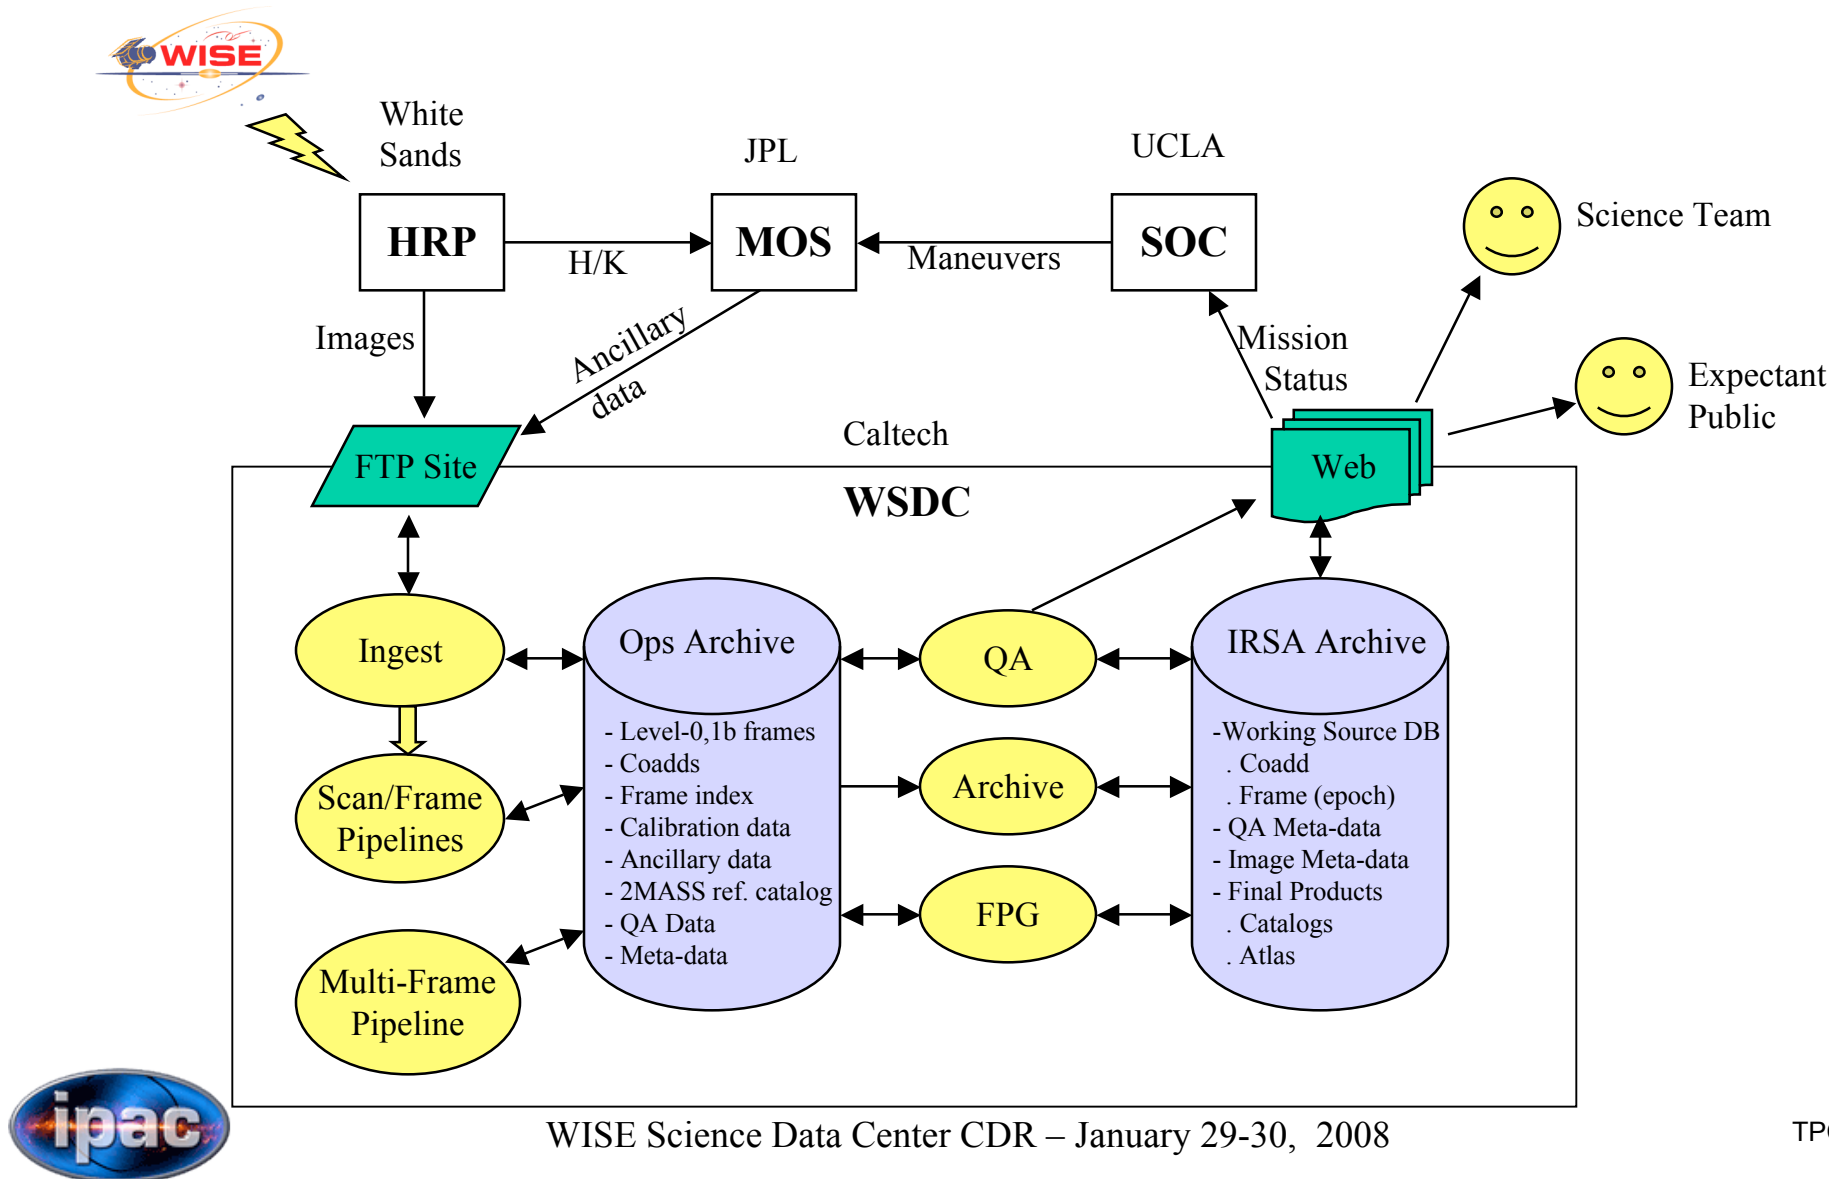 WISE
White
Sands
JPL
UCLA
HRP
MOS
SOC
H/K
Maneuvers
Science Team
Images
Ancillary
data
Mission
Status
Expectant
Public
Caltech
FTP Site
Web
WSDC
Ingest
Ops Archive
QA
IRSA Archive
- Level-0,1b frames
- Coadds
- Frame index
- Calibration data
- Ancillary data
- 2MASS ref. catalog
- QA Data
- Meta-data
-Working Source DB
. Coadd
. Frame (epoch)
- QA Meta-data
- Image Meta-data
- Final Products
. Catalogs
. Atlas
Scan/Frame
Pipelines
Archive
FPG
Multi-Frame
Pipeline
ipac
WISE Science Data Center CDR – January 29-30, 2008